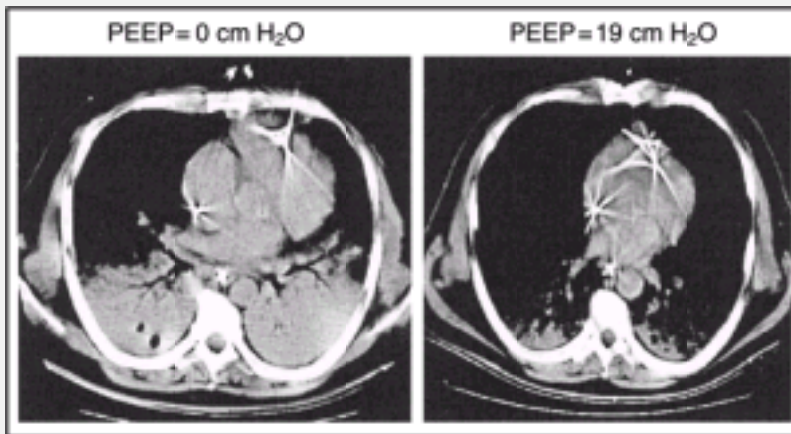 PEEP= 0 cm H₂O
PEEP= 19 cm H₂O